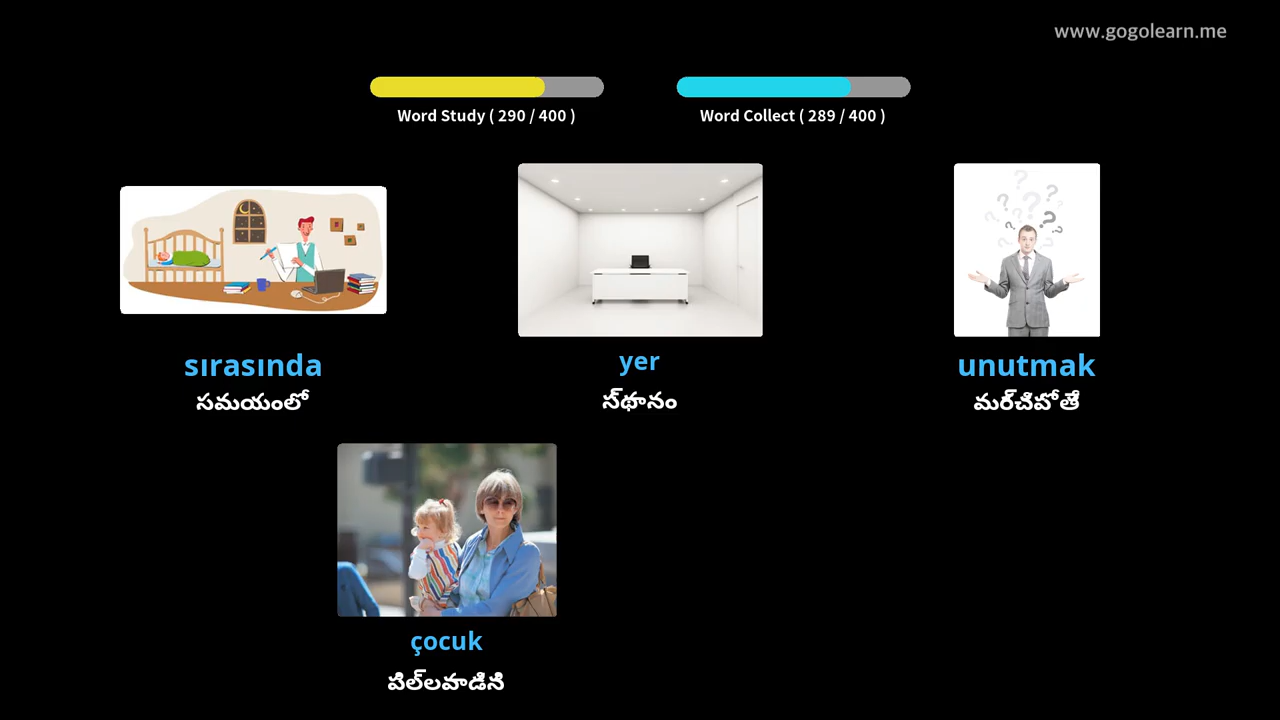 www.gogolearn.me
Word Study ( 290 / 400 )
Word Collect ( 289 / 400 )
sırasında
సమయంలో
yer
స్థానం
unutmak
మర్చిపోతే
çocuk
పిల్లవాడిని